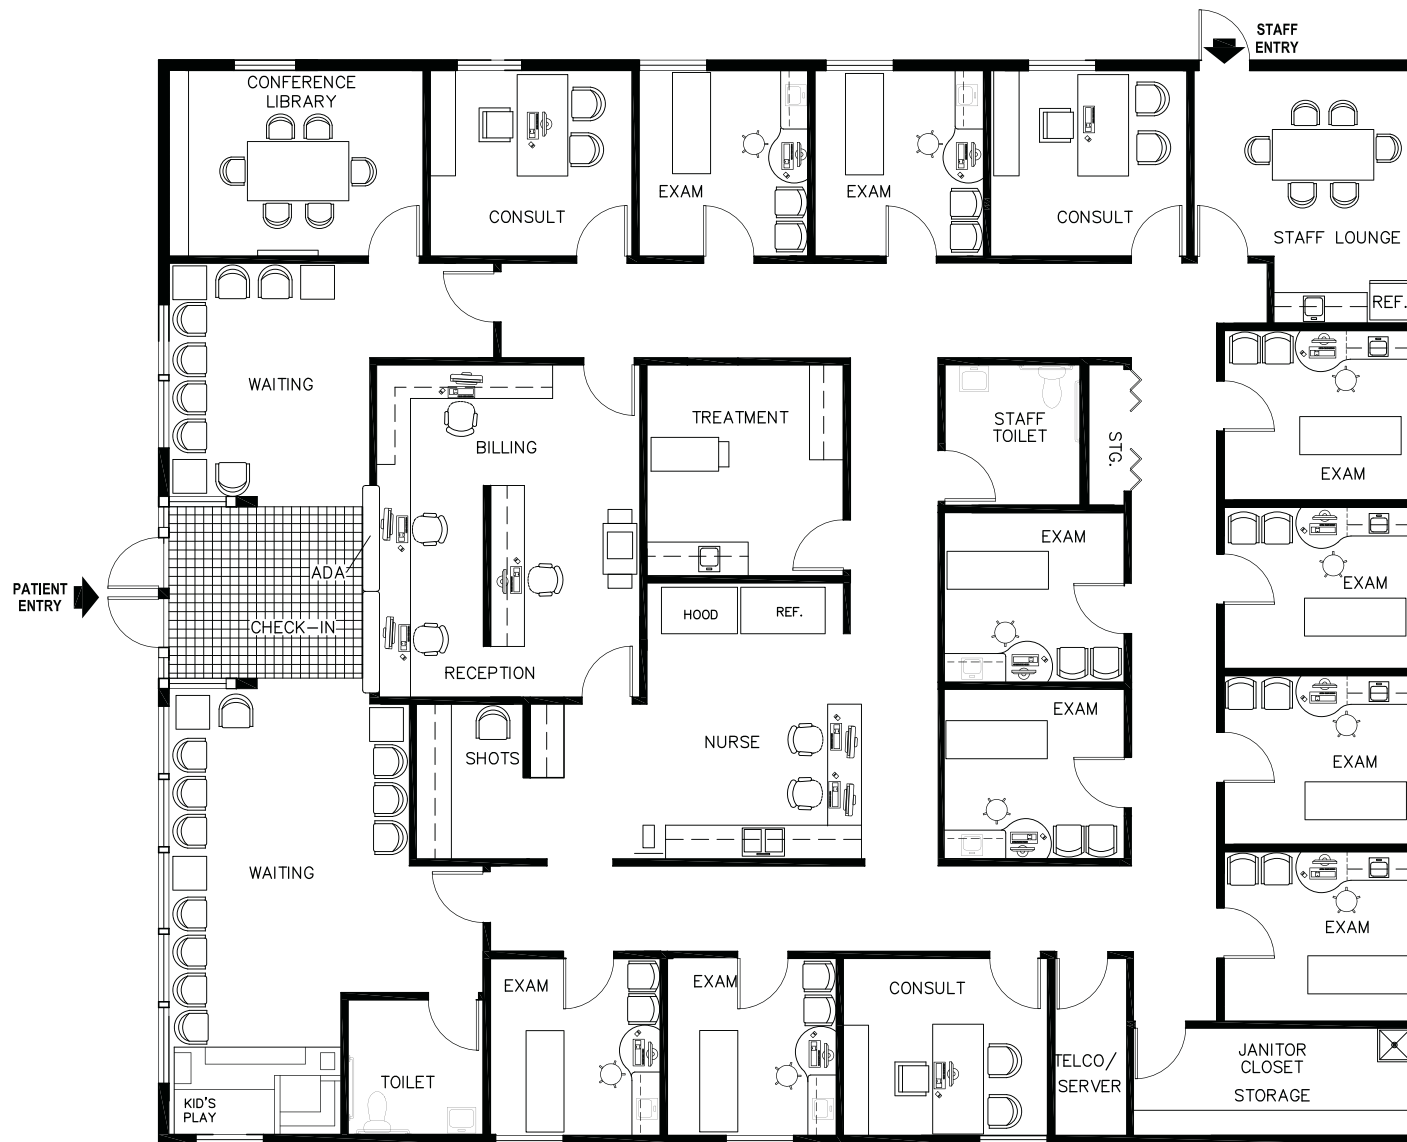 STAFF
ENTRY
CONFERENCE
LIBRARY
CONSULT
EXAM
EXAM
CONSULT
STAFF LOUNGE
REF.
WAITING
BILLING
TREATMENT
STAFF
TOILET
STG.
EXAM
EXAM
EXAM
PATIENT
ENTRY
ADA
CHECK-IN
HOOD
REF.
RECEPTION
SHOTS
NURSE
EXAM
EXAM
WAITING
EXAM
EXAM
EXAM
CONSULT
TOILET
KID'S
PLAY
TELCO/
SERVER
JANITOR
CLOSET
STORAGE